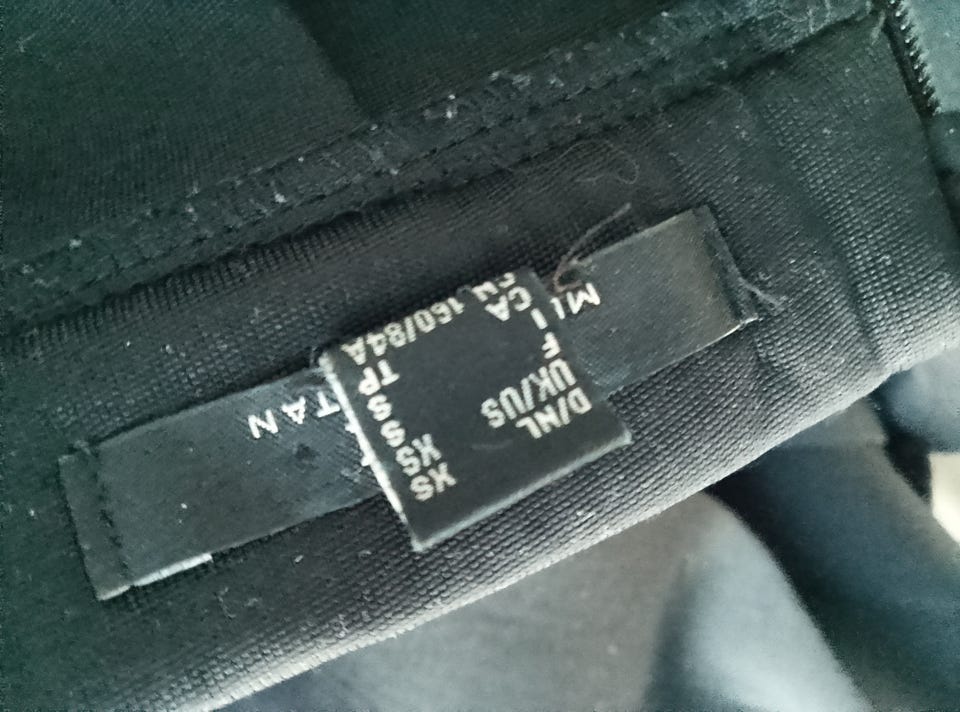 D/NL XS
UK/US XS
F S
I S
CA TP
CN 160/84A